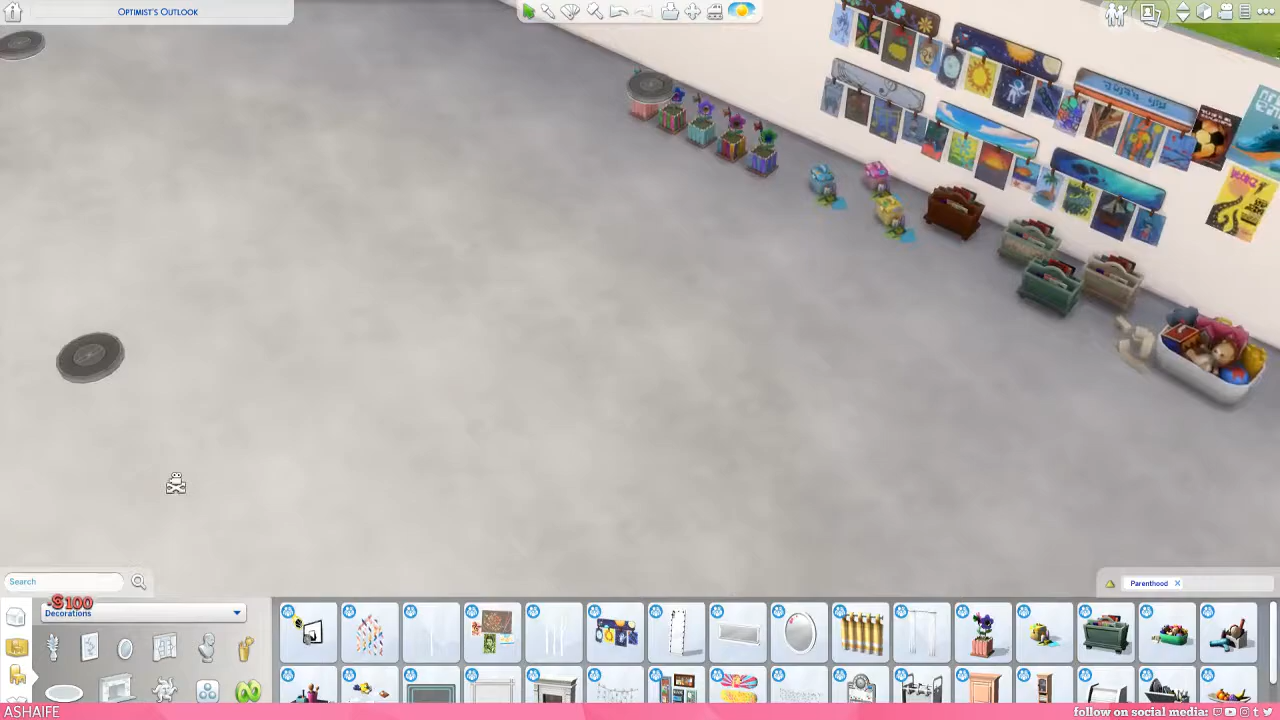 OPTIMIST'S OUTLOOK
Search
Parenthood
-§100
Decorations
ASHAIFE
follow on social media: